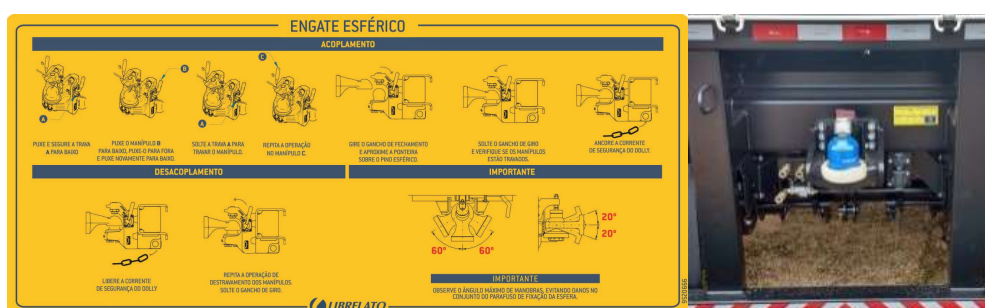 ENGATE ESFÉRICO
ACOPLAMENTO
A
B
A
C
PUXE E SEGURE A TRAVA
A PARA BAIXO
PUXE O MANÍPULO B
PARA BAIXO, PUXE-O PARA FORA
E PUXE NOVAMENTE PARA BAIXO.
SOLTE A TRAVA A PARA
TRAVAR O MANÍPULO.
REPITA A OPERAÇÃO
NO MANÍPULO C.
GIRE O GANCHO DE FECHAMENTO
E APROXIME A PONTEIRA
SOBRE O PINO ESFÉRICO.
SOLTE O GANCHO DE GIRO
E VERIFIQUE SE OS MANÍPULOS
ESTÃO TRAVADOS.
ANCORE A CORRENTE
DE SEGURANÇA DO DOLLY.
DESACOPLAMENTO
LIBERE A CORRENTE
DE SEGURANÇA DO DOLLY
REPITA A OPERAÇÃO DE
DESTRAVAMENTO DOS MANÍPULOS.
SOLTE O GANCHO DE GIRO.
IMPORTANTE
60° 60°
20°
20°
IMPORTANTE
OBSERVE O ÂNGULO MÁXIMO DE MANOBRAS, EVITANDO DANOS NO
CONJUNTO DO PARAFUSO DE FIXAÇÃO DA ESFERA.
LIBRELATO